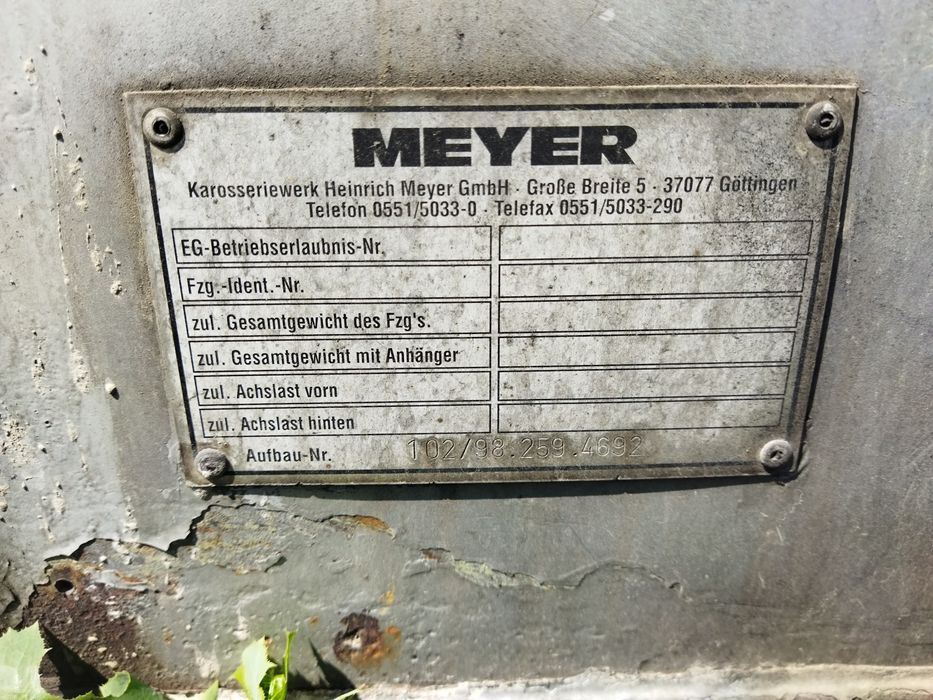 MEYER
Karosseriewerk Heinrich Meyer GmbH · Große Breite 5 · 37077 Göttingen
Telefon 0551/5033-0 · Telefax 0551/5033-290
EG-Betriebserlaubnis-Nr.
Fzg.-Ident.-Nr.
zul. Gesamtgewicht des Fzg's.
zul. Gesamtgewicht mit Anhänger
zul. Achslast vorn
zul. Achslast hinten
Aufbau-Nr. 102/98.259.4692